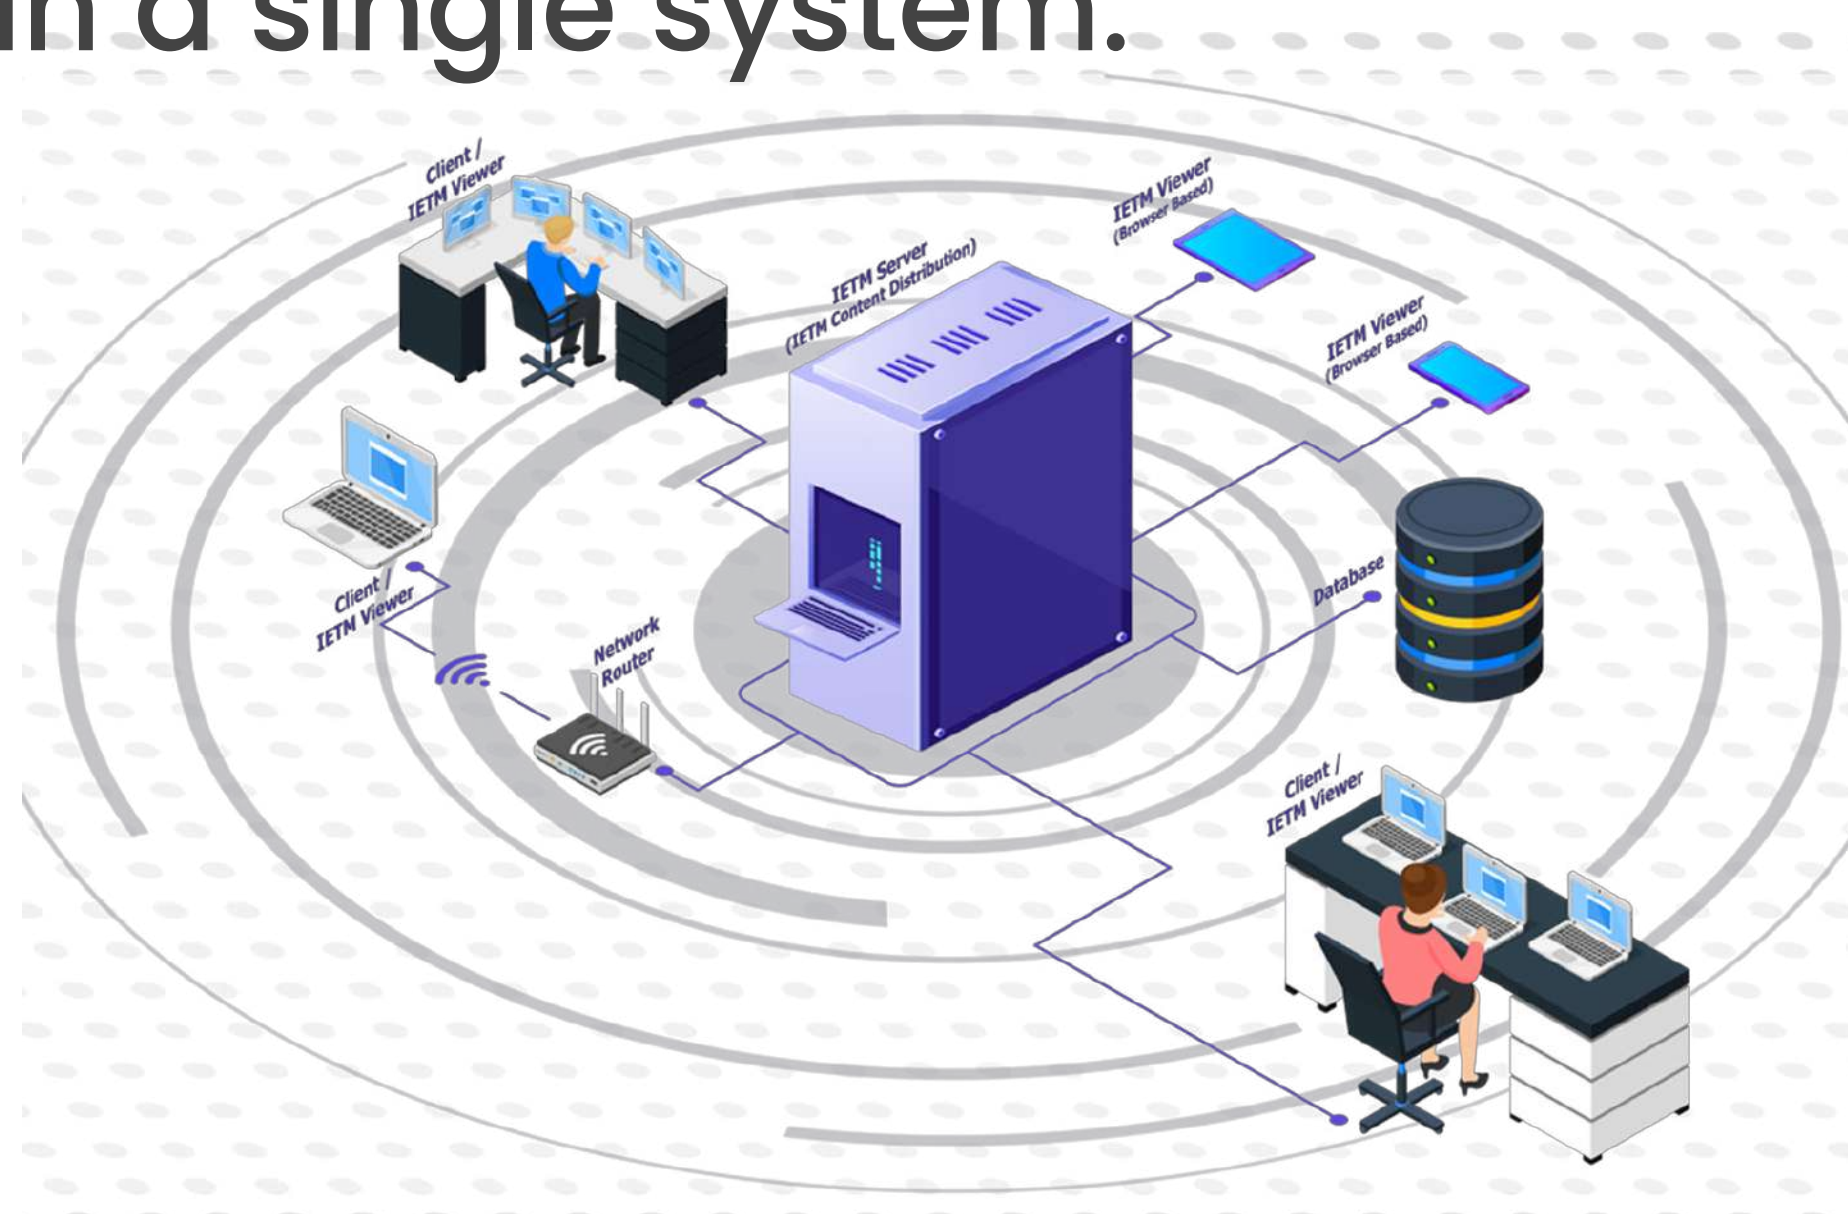 in a single system.
Client /
IETM Viewer
IETM Viewer
(Browser Based)
IETM Server
(IETM Content Distribution)
IETM Viewer
(Browser Based)
Database
Client /
IETM Viewer
Network
Router
Client /
IETM Viewer